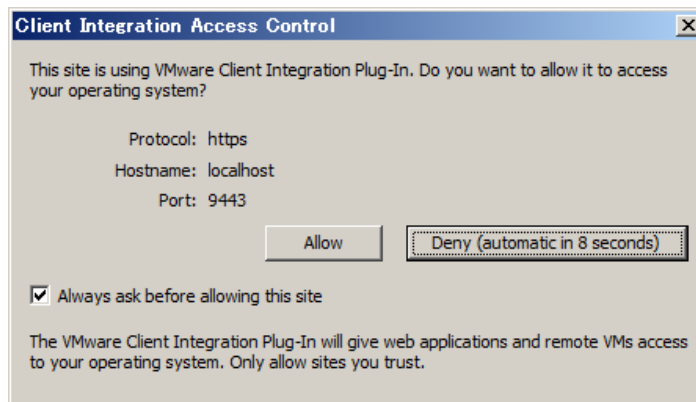 Client Integration Access Control
This site is using VMware Client Integration Plug-In. Do you want to allow it to access
your operating system?
Protocol: https
Hostname: localhost
Port: 9443
Allow
Deny (automatic in 8 seconds)
Always ask before allowing this site
The VMware Client Integration Plug-In will give web applications and remote VMs access
to your operating system. Only allow sites you trust.